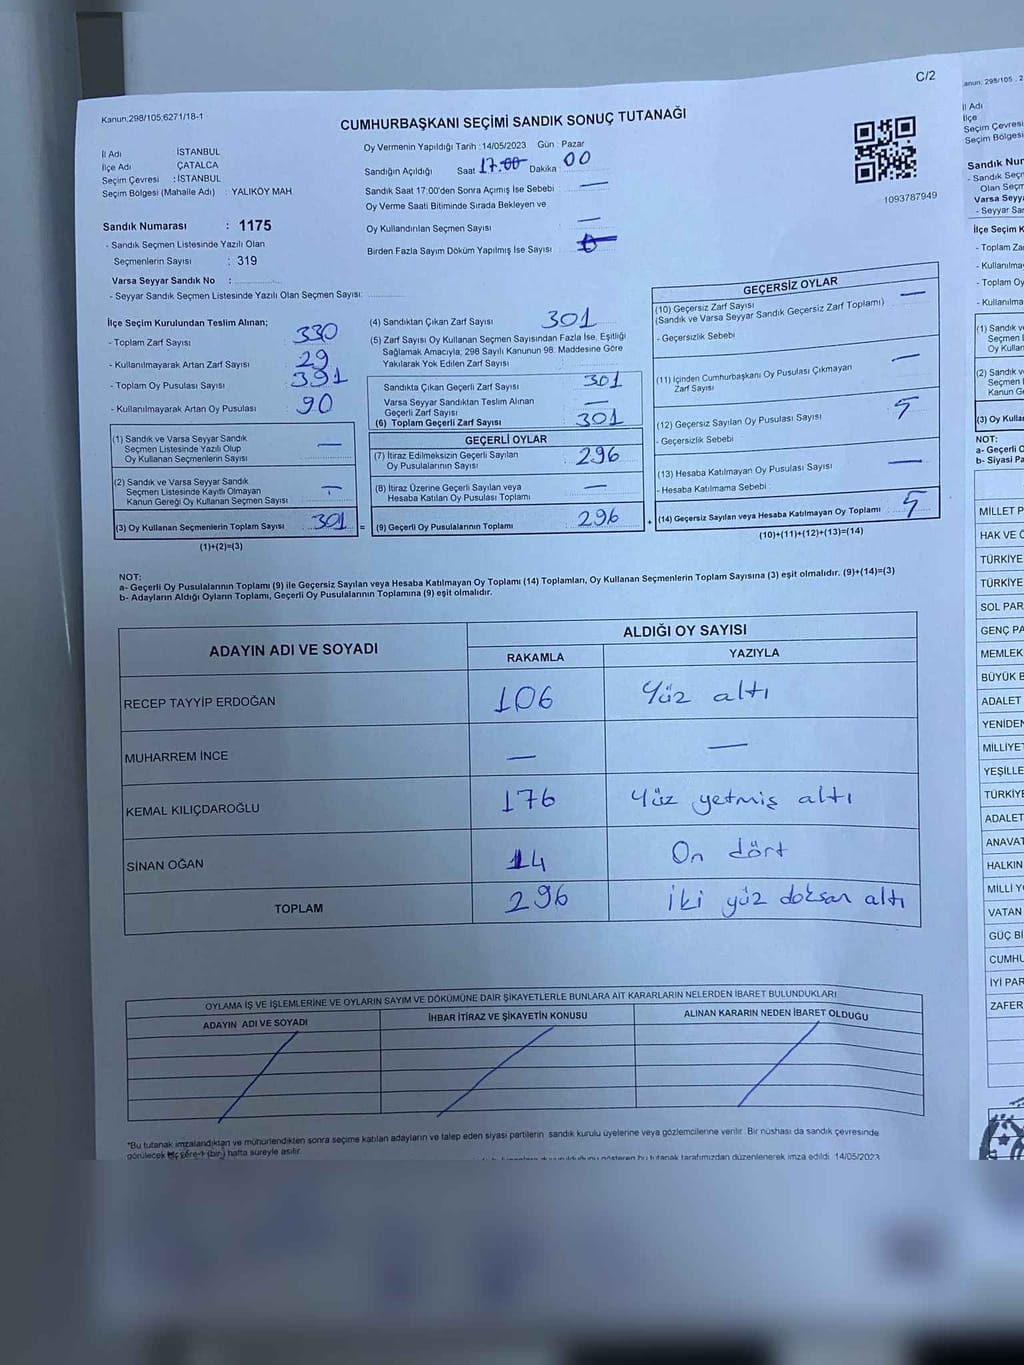 C/2
Kanun;298/105;6271/18-1
CUMHURBAŞKANI SEÇİMİ SANDIK SONUÇ TUTANAĞI
İl Adı : İSTANBUL
İlçe Adı : ÇATALCA
Seçim Çevresi : İSTANBUL
Seçim Bölgesi (Mahalle Adı) : YALIKÖY MAH.
Sandık Numarası : 1175
- Sandık Seçmen Listesinde Yazılı Olan
Seçmenlerin Sayısı : 319
Varsa Seyyar Sandık No :
- Seyyar Sandık Seçmen Listesinde Yazılı Olan Seçmen Sayısı:
Oy Vermenin Yapıldığı Tarih :14/05/2023 Gün : Pazar
Sandığın Açıldığı Saat 17.00 Dakika 00
Sandık Saat 17:00'den Sonra Açımış İse Sebebi —
Oy Verme Saati Bitiminde Sırada Bekleyen ve
Oy Kullandırılan Seçmen Sayısı —
Birden Fazla Sayım Döküm Yapılmış İse Sayısı
1093787949
İlçe Seçim Kurulundan Teslim Alınan;
- Toplam Zarf Sayısı 330
- Kullanılmayarak Artan Zarf Sayısı 29
- Toplam Oy Pusulası Sayısı 391
- Kullanılmayarak Artan Oy Pusulası 90
(1) Sandık ve Varsa Seyyar Sandık
Seçmen Listesinde Yazılı Olup
Oy Kullanan Seçmenlerin Sayısı —
(2) Sandık ve Varsa Seyyar Sandık
Seçmen Listesinde Kayıtlı Olmayan
Kanun Gereği Oy Kullanan Seçmen Sayısı
(3) Oy Kullanan Seçmenlerin Toplam Sayısı 301 =
(1)+(2)=(3)
(4) Sandıktan Çıkan Zarf Sayısı 301
(5) Zarf Sayısı Oy Kullanan Seçmen Sayısından Fazla İse, Eşitliği
Sağlamak Amacıyla; 298 Sayılı Kanunun 98. Maddesine Göre
Yakılarak Yok Edilen Zarf Sayısı
Sandıkta Çıkan Geçerli Zarf Sayısı 301
Varsa Seyyar Sandıktan Teslim Alınan
Geçerli Zarf Sayısı —
(6) Toplam Geçerli Zarf Sayısı 301
GEÇERLİ OYLAR
(7) İtiraz Edilmeksizin Geçerli Sayılan
Oy Pusulalarının Sayısı 296
(8) İtiraz Üzerine Geçerli Sayılan veya
Hesaba Katılan Oy Pusulası Toplamı —
(9) Geçerli Oy Pusulalarının Toplamı 296 +
GEÇERSİZ OYLAR
(10) Geçersiz Zarf Sayısı
(Sandık ve Varsa Seyyar Sandık Geçersiz Zarf Toplamı) —
- Geçersizlik Sebebi
(11) İçinden Cumhurbaşkanı Oy Pusulası Çıkmayan
Zarf Sayısı —
(12) Geçersiz Sayılan Oy Pusulası Sayısı 5
- Geçersizlik Sebebi
(13) Hesaba Katılmayan Oy Pusulası Sayısı —
- Hesaba Katılmama Sebebi
(14) Geçersiz Sayılan veya Hesaba Katılmayan Oy Toplamı 5
(10)+(11)+(12)+(13)=(14)
NOT:
a- Geçerli Oy Pusulalarının Toplamı (9) ile Geçersiz Sayılan veya Hesaba Katılmayan Oy Toplamı (14) Toplamları, Oy Kullanan Seçmenlerin Toplam Sayısına (3) eşit olmalıdır. (9)+(14)=(3)
b- Adayların Aldığı Oyların Toplamı, Geçerli Oy Pusulalarının Toplamına (9) eşit olmalıdır.
ADAYIN ADI VE SOYADI
ALDIĞI OY SAYISI
RAKAMLA YAZIYLA
RECEP TAYYİP ERDOĞAN 106 Yüz altı
MUHARREM İNCE — —
KEMAL KILIÇDAROĞLU 176 Yüz yetmiş altı
SİNAN OĞAN 14 On dört
TOPLAM 296 İki yüz doksan altı
OYLAMA İŞ VE İŞLEMLERİNE VE OYLARIN SAYIM VE DÖKÜMÜNE DAİR ŞİKAYETLERLE BUNLARA AİT KARARLARIN NELERDEN İBARET BULUNDUKLARI
ADAYIN ADI VE SOYADI İHBAR İTİRAZ VE ŞİKAYETİN KONUSU ALINAN KARARIN NEDEN İBARET OLDUĞU
*Bu tutanak imzalandıktan ve mühürlendikten sonra seçime katılan adayların ve talep eden siyasi partilerin sandık kurulu üyelerine veya gözlemcilerine verilir. Bir nüshası da sandık çevresinde
görülecek (bir) hafta süreyle asılır.
bu tutanak tarafımızdan düzenlenerek imza edildi. 14/05/2023
İl Adı
İlçe
Seçim Çevresi
Seçim Bölgesi
Sandık Num
- Sandık Seçm
Olan Seçm
Varsa Seyya
- Seyyar Sa
İlçe Seçim K
- Toplam Za
- Kullanılma
- Toplam Oy
- Kullanılma
(1) Sandık v
Seçmen L
Oy Kullan
(2) Sandık v
Seçmen
Kanun G
(3) Oy Kulla
NOT:
a- Geçerli O
b- Siyasi Pa
MİLLET P
HAK VE Ö
TÜRKİYE
TÜRKİYE
SOL PAR
GENÇ PA
MEMLEK
BÜYÜK B
ADALET
YENİDEN
MİLLİYET
YEŞİLLE
TÜRKİYE
ADALET
ANAVAT
HALKIN
MİLLİ Y
VATAN
GÜÇ Bİ
CUMHU
İYİ PAR
ZAFER